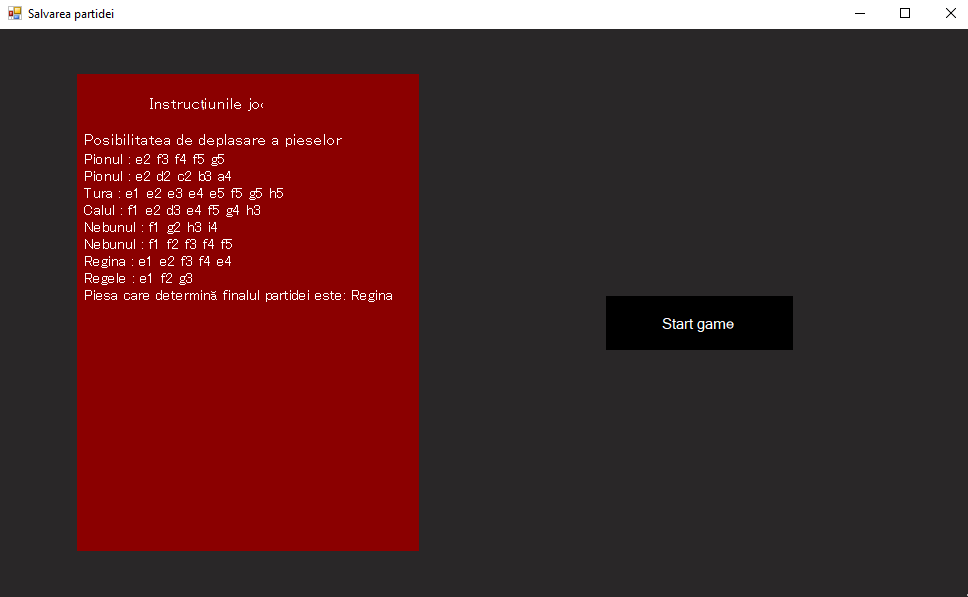 Salvarea partidei
Instrucțiunile
Posibilitatea de deplasare a pieselor
Pionul : e2 f3 f4 f5 g5
Pionul : e2 d2 c2 b3 a4
Tura : e1 e2 e3 e4 e5 f5 g5 h5
Calul : f1 e2 d3 e4 f5 g4 h3
Nebunul : f1 g2 h3 i4
Nebunul : f1 f2 f3 f4 f5
Regina : e1 e2 f3 f4 e4
Regele : e1 f2 g3
Piesa care determină finalul partidei este: Regina
Start game